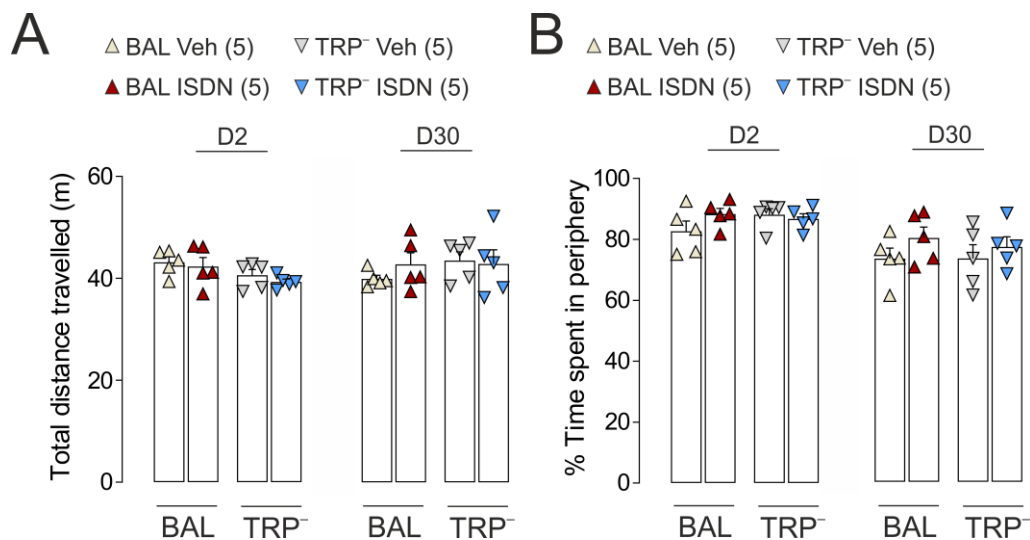 A
BAL Veh (5) TRP⁻ Veh (5)
BAL ISDN (5) TRP⁻ ISDN (5)
D2 D30
Total distance travelled (m)
60
40
20
0
BAL TRP⁻ BAL TRP⁻
B
BAL Veh (5) TRP⁻ Veh (5)
BAL ISDN (5) TRP⁻ ISDN (5)
D2 D30
% Time spent in periphery
100
80
60
40
20
0
BAL TRP⁻ BAL TRP⁻